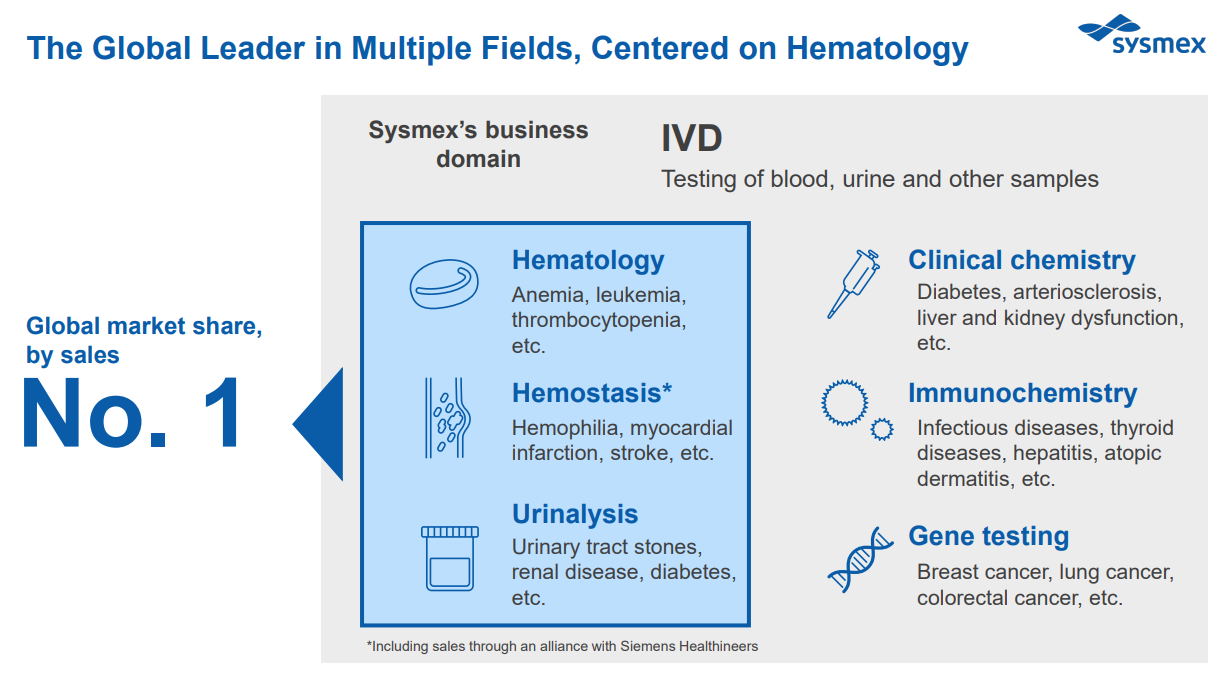 The Global Leader in Multiple Fields, Centered on Hematology
sysmex
Sysmex’s business
domain
IVD
Testing of blood, urine and other samples
Global market share,
by sales
No. 1
Hematology
Anemia, leukemia,
thrombocytopenia,
etc.
Hemostasis*
Hemophilia, myocardial
infarction, stroke, etc.
Urinalysis
Urinary tract stones,
renal disease, diabetes,
etc.
*Including sales through an alliance with Siemens Healthineers
Clinical chemistry
Diabetes, arteriosclerosis,
liver and kidney dysfunction,
etc.
Immunochemistry
Infectious diseases, thyroid
diseases, hepatitis, atopic
dermatitis, etc.
Gene testing
Breast cancer, lung cancer,
colorectal cancer, etc.